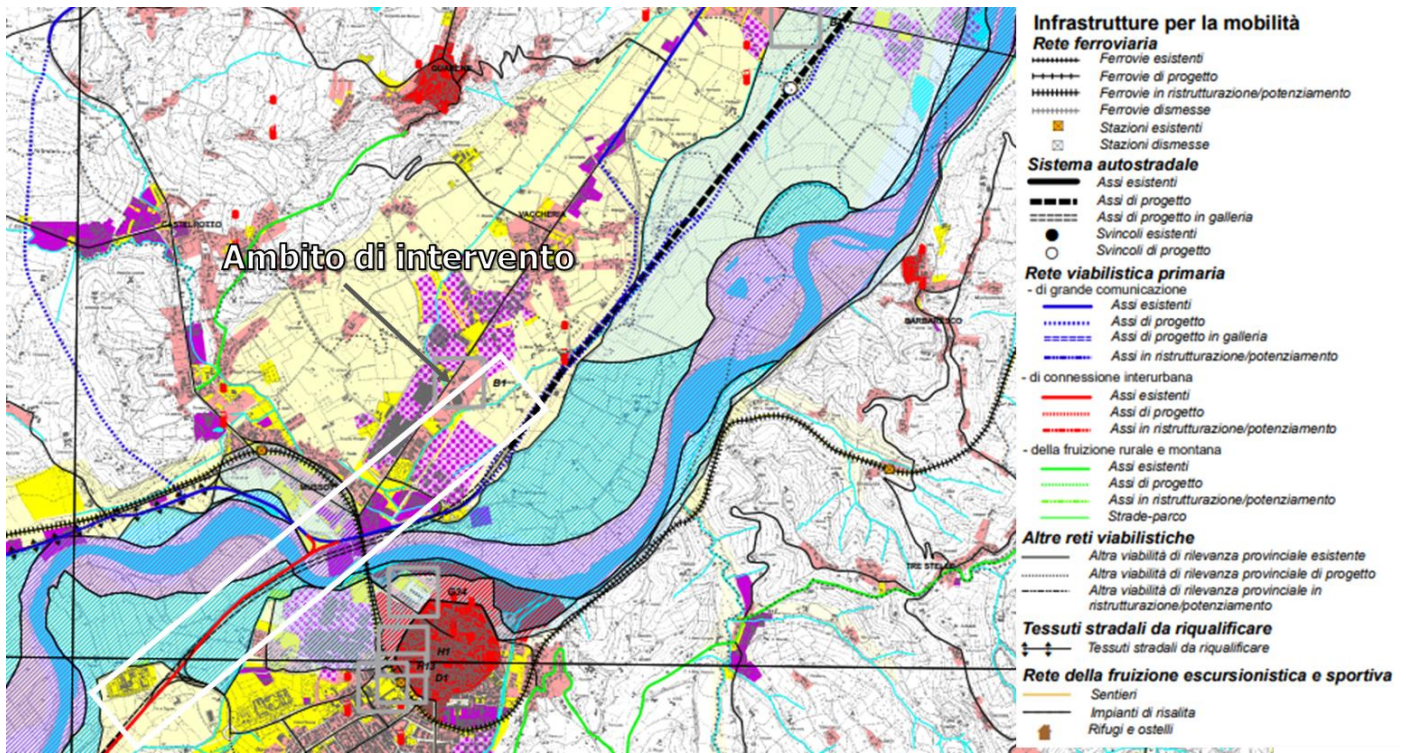 GUARENE
CASTELROZZO
VACCHERIA
Ambito di intervento
BARBARESCO
B1
MUSSOTTO
TRE STELLE
G34
H1
H13
D1
Infrastrutture per la mobilità
Rete ferroviaria
Ferrovie esistenti
Ferrovie di progetto
Ferrovie in ristrutturazione/potenziamento
Ferrovie dismesse
Stazioni esistenti
Stazioni dismesse
Sistema autostradale
Assi esistenti
Assi di progetto
Assi di progetto in galleria
Svincoli esistenti
Svincoli di progetto
Rete viabilistica primaria
- di grande comunicazione
Assi esistenti
Assi di progetto
Assi di progetto in galleria
Assi in ristrutturazione/potenziamento
- di connessione interurbana
Assi esistenti
Assi di progetto
Assi in ristrutturazione/potenziamento
- della fruizione rurale e montana
Assi esistenti
Assi di progetto
Assi in ristrutturazione/potenziamento
Strade-parco
Altre reti viabilistiche
Altra viabilità di rilevanza provinciale esistente
Altra viabilità di rilevanza provinciale di progetto
Altra viabilità di rilevanza provinciale in
ristrutturazione/potenziamento
Tessuti stradali da riqualificare
Tessuti stradali da riqualificare
Rete della fruizione escursionistica e sportiva
Sentieri
Impianti di risalita
Rifugi e ostelli